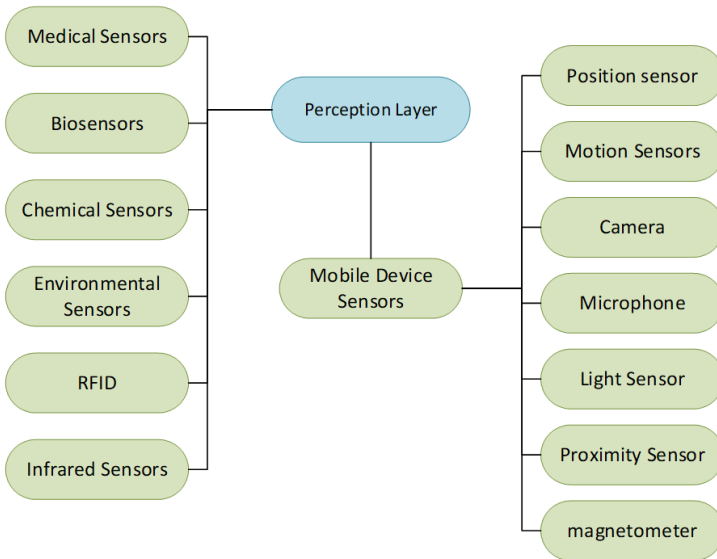 Medical Sensors
Biosensors
Chemical Sensors
Environmental
Sensors
RFID
Infrared Sensors
Perception Layer
Mobile Device
Sensors
Position sensor
Motion Sensors
Camera
Microphone
Light Sensor
Proximity Sensor
magnetometer